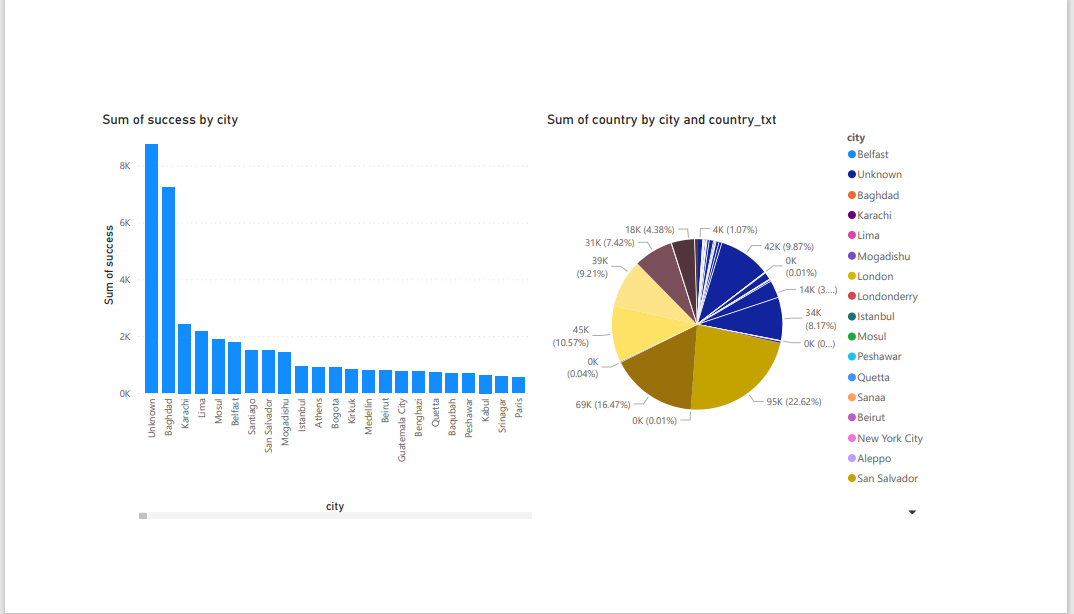 Sum of success by city
Sum of success
8K
6K
4K
2K
0K
Unknown
Baghdad
Karachi
Lima
Mosul
Belfast
Santiago
San Salvador
Mogadishu
Istanbul
Athens
Bogota
Kirkuk
Medellin
Beirut
Guatemala City
Benghazi
Quetta
Baqubah
Peshawar
Kabul
Srinagar
Paris
city
Sum of country by city and country_txt
18K (4.38%)
4K (1.07%)
31K (7.42%)
42K (9.87%)
39K
(9.21%)
0K
(0.01%)
14K (3....)
34K
(8.17%)
45K
(10.57%)
0K (0...)
0K
(0.04%)
69K (16.47%)
95K (22.62%)
0K (0.01%)
city
Belfast
Unknown
Baghdad
Karachi
Lima
Mogadishu
London
Londonderry
Istanbul
Mosul
Peshawar
Quetta
Sanaa
Beirut
New York City
Aleppo
San Salvador